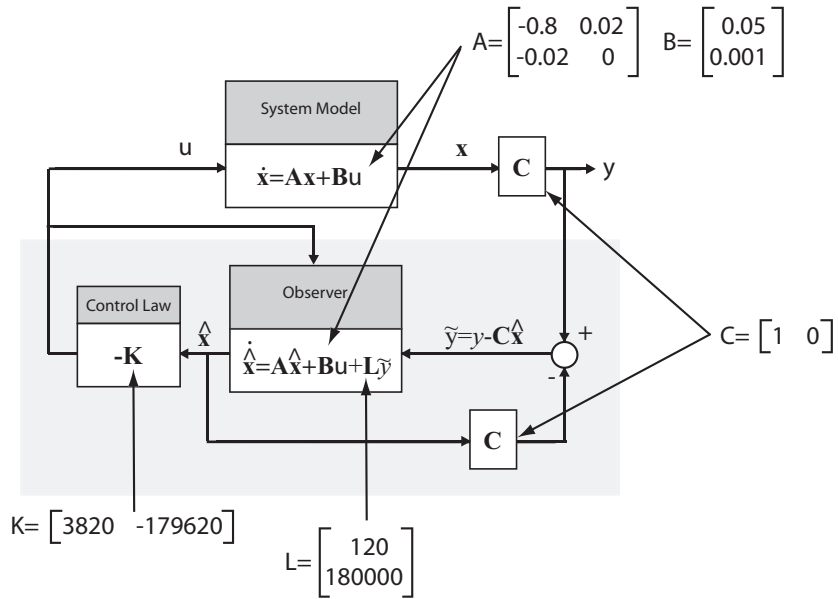 A= [-0.8 0.02
-0.02 0] B= [0.05
0.001]
System Model
u
ẋ=Ax+Bu
x
C
y
Control Law
-K
x̂
Observer
x̂̇=Ax̂+Bu+Lỹ
ỹ=y-Cx̂
+
-
C= [1 0]
C
K= [3820 -179620]
L= [120
180000]